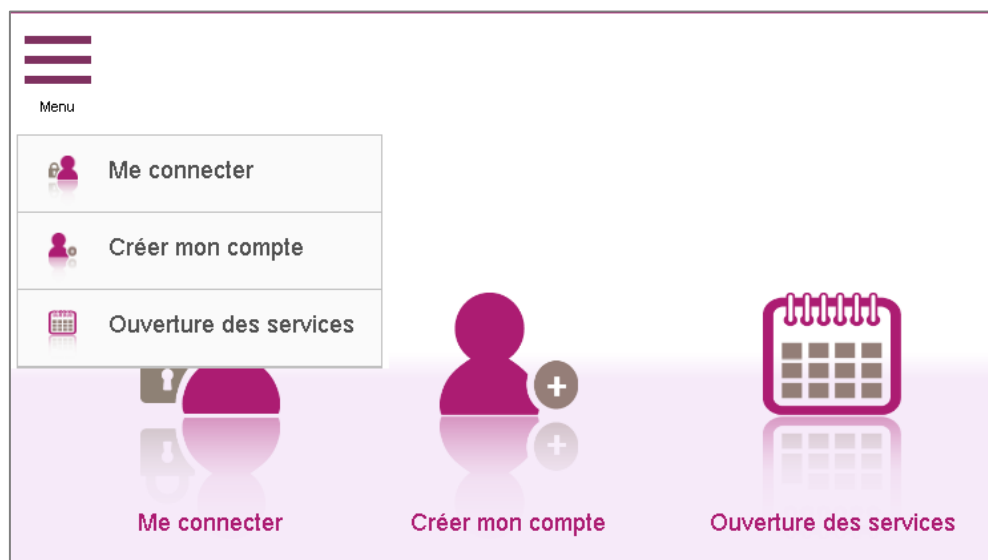 Menu
Me connecter
Créer mon compte
Ouverture des services
Me connecter
Créer mon compte
Ouverture des services